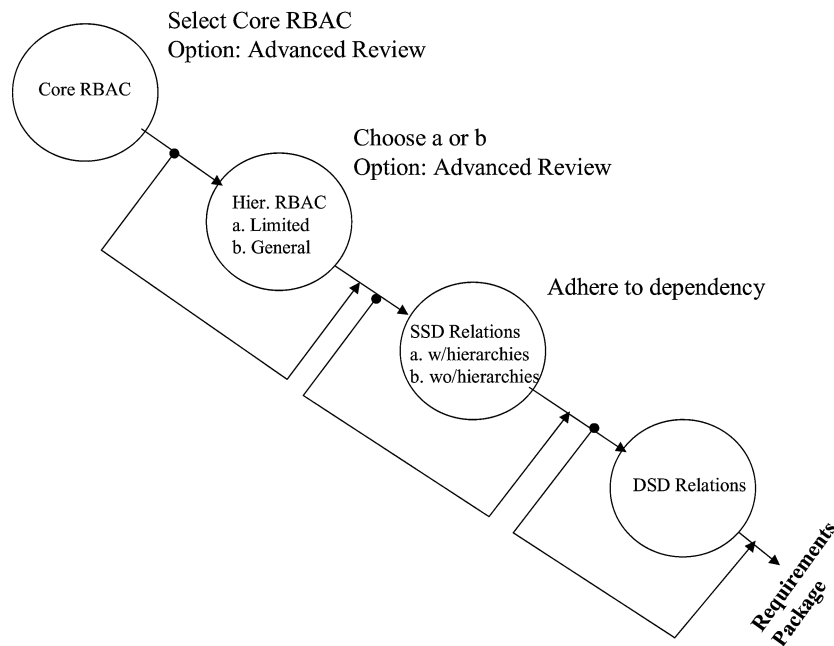 Select Core RBAC
Option: Advanced Review
Core RBAC
Choose a or b
Option: Advanced Review
Hier. RBAC
a. Limited
b. General
Adhere to dependency
SSD Relations
a. w/hierarchies
b. wo/hierarchies
DSD Relations
Requirements
Package